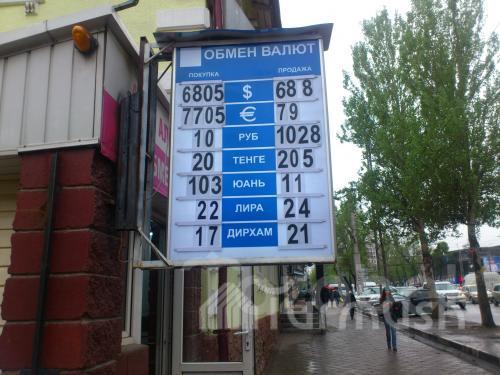 ОБМЕН ВАЛЮТ
ПОКУПКА ПРОДАЖА
6805 $ 68 8
7705 € 79
10 РУБ 1028
20 ТЕНГЕ 205
103 ЮАНЬ 11
22 ЛИРА 24
17 ДИРХАМ 21
Turmush